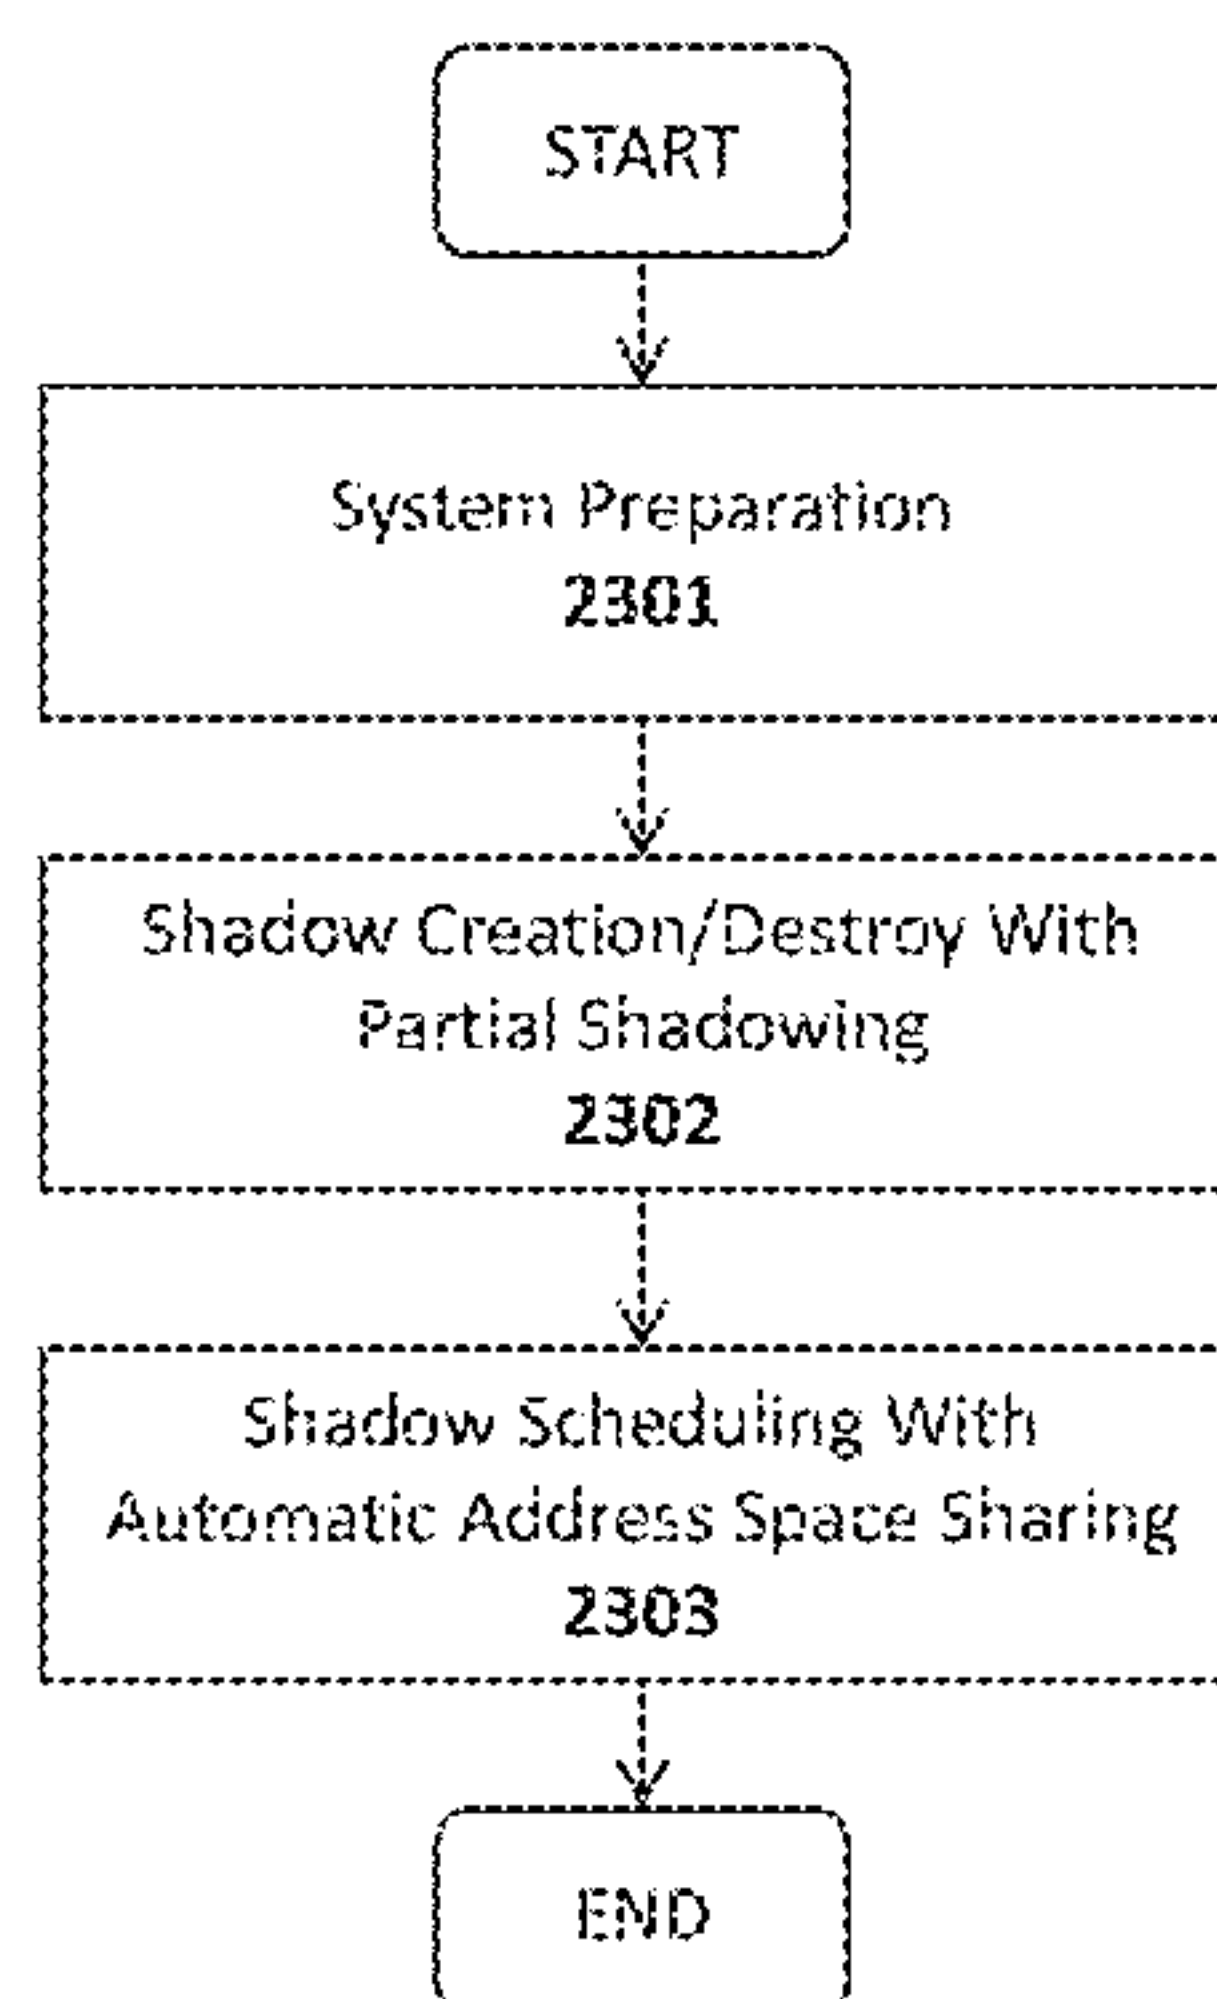 START
System Preparation
2301
Shadow Creation/Destroy With
Partial Shadowing
2302
Shadow Scheduling With
Automatic Address Space Sharing
2303
END